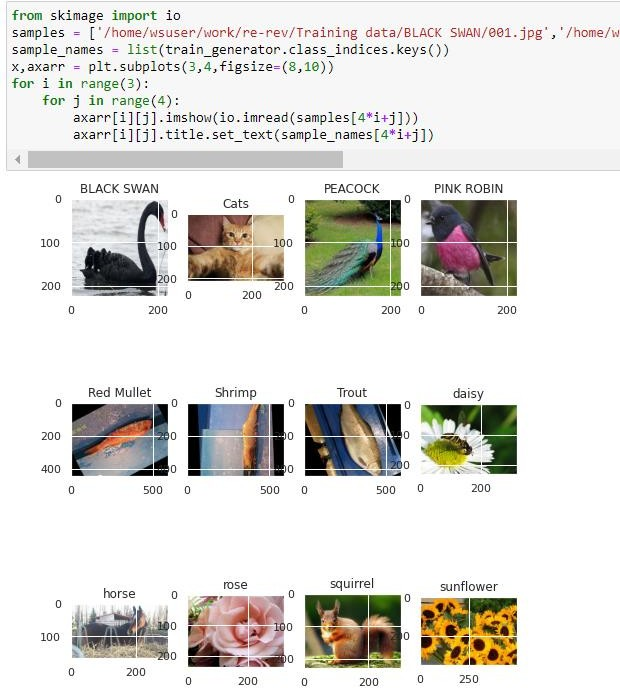 from skimage import io
samples = ['/home/wsuser/work/re-rev/Training data/BLACK SWAN/001.jpg','/home/w
sample_names = list(train_generator.class_indices.keys())
x,axarr = plt.subplots(3,4,figsize=(8,10))
for i in range(3):
    for j in range(4):
        axarr[i][j].imshow(io.imread(samples[4*i+j]))
        axarr[i][j].title.set_text(sample_names[4*i+j])
BLACK SWAN Cats PEACOCK PINK ROBIN
0 0 0 0
100 100 100 100
200 200 200 200
0 200 0 200 0 200 0 200
Red Mullet Shrimp Trout daisy
0 0 0 0
200 200 200 100
400 400 400 200
0 500 0 500 0 500 0 200
horse rose squirrel sunflower
0 0 0 0
100 100 100 200
200 200
0 200 0 200 0 200 0 250